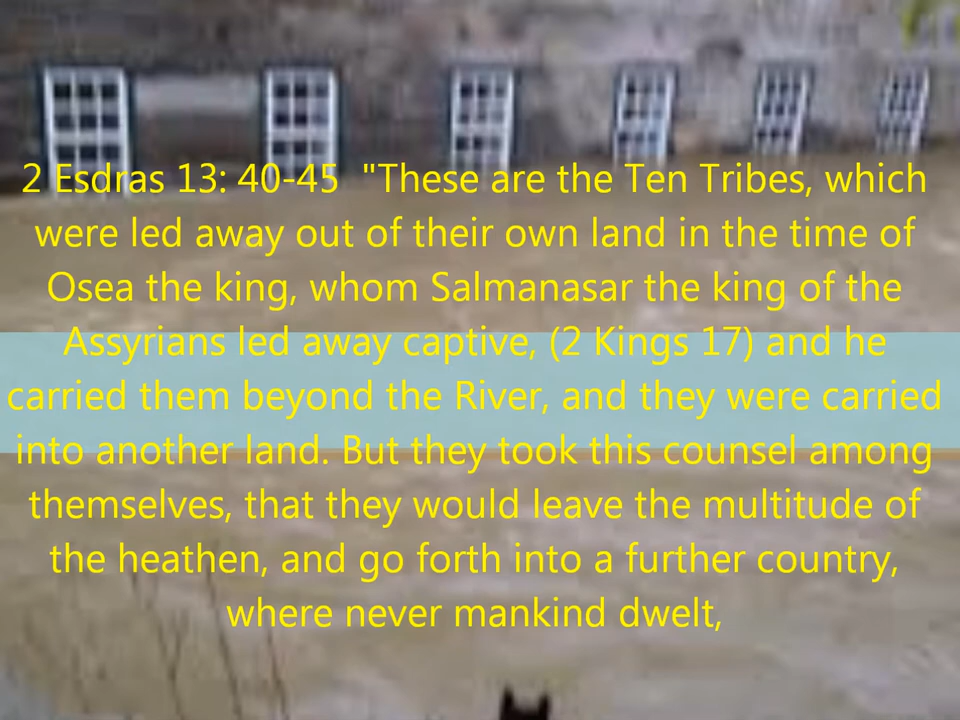 2 Esdras 13: 40-45  "These are the Ten Tribes, which
were led away out of their own land in the time of
Osea the king, whom Salmanasar the king of the
Assyrians led away captive, (2 Kings 17) and he
carried them beyond the River, and they were carried
into another land. But they took this counsel among
themselves, that they would leave the multitude of
the heathen, and go forth into a further country,
where never mankind dwelt,